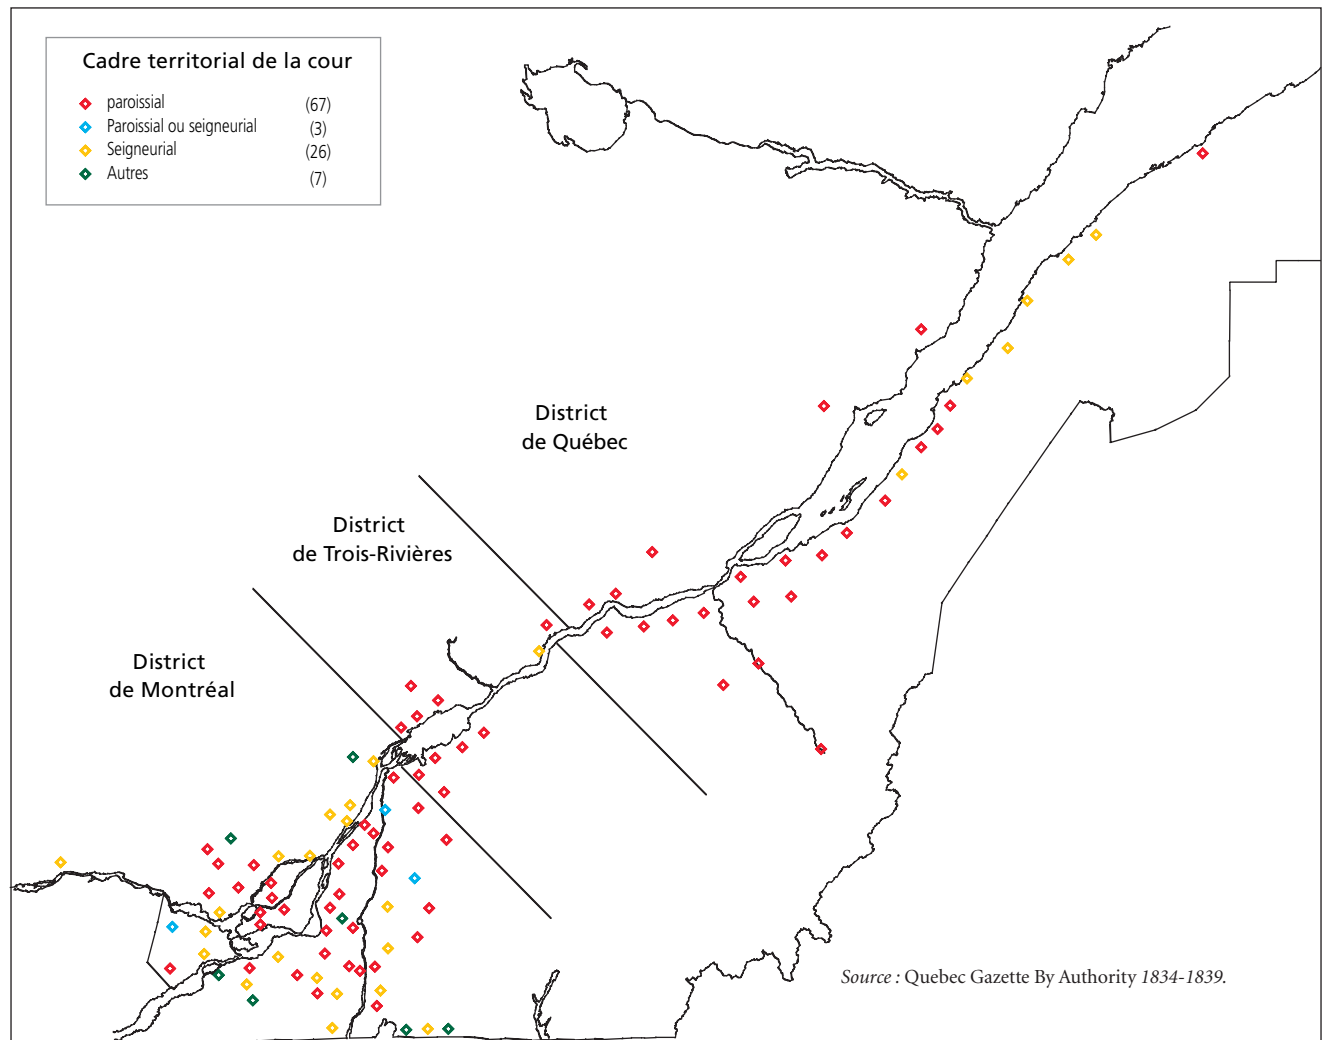 Cadre territorial de la cour
paroissial (67)
Paroissial ou seigneurial (3)
Seigneurial (26)
Autres (7)
District
de Québec
District
de Trois-Rivières
District
de Montréal
Source : Quebec Gazette By Authority 1834-1839.